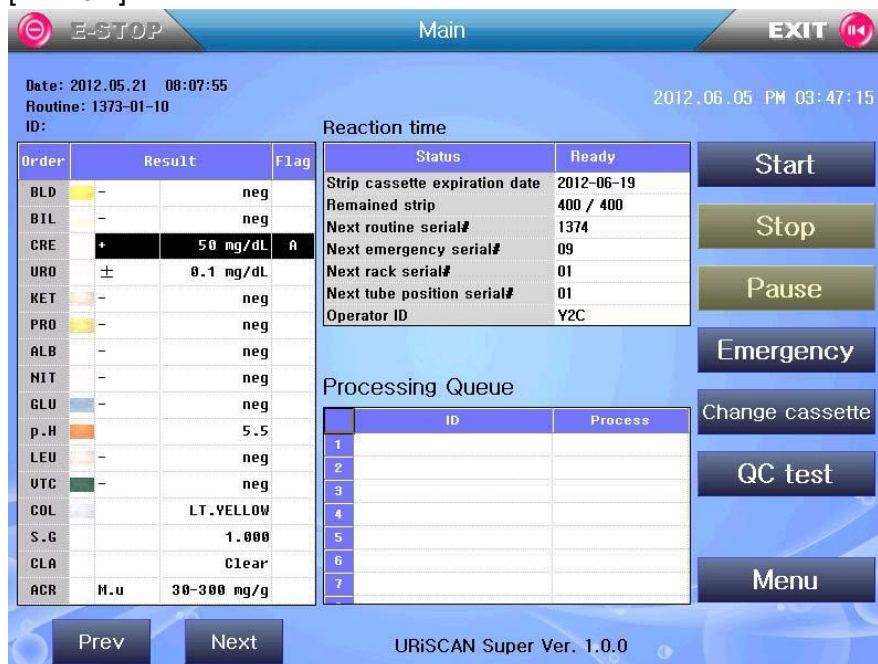 E-STOP Main EXIT
Date: 2012.05.21 08:07:55
Routine: 1373-01-10
ID:
2012.06.05 PM 03:47:15
Order Result Flag
BLD - neg
BIL - neg
CRE + 50 mg/dL A
URO ± 0.1 mg/dL
KET - neg
PRO - neg
ALB - neg
NIT - neg
GLU - neg
p.H 5.5
LEU - neg
VTC - neg
COL LT.YELLOW
S.G 1.000
CLA Clear
ACR M.u 30-300 mg/g
Prev Next
Reaction time
Status Ready
Strip cassette expiration date 2012-06-19
Remained strip 400 / 400
Next routine serial# 1374
Next emergency serial# 09
Next rack serial# 01
Next tube position serial# 01
Operator ID Y2C
Processing Queue
ID Process
1
2
3
4
5
6
7
Start
Stop
Pause
Emergency
Change cassette
QC test
Menu
URiSCAN Super Ver. 1.0.0